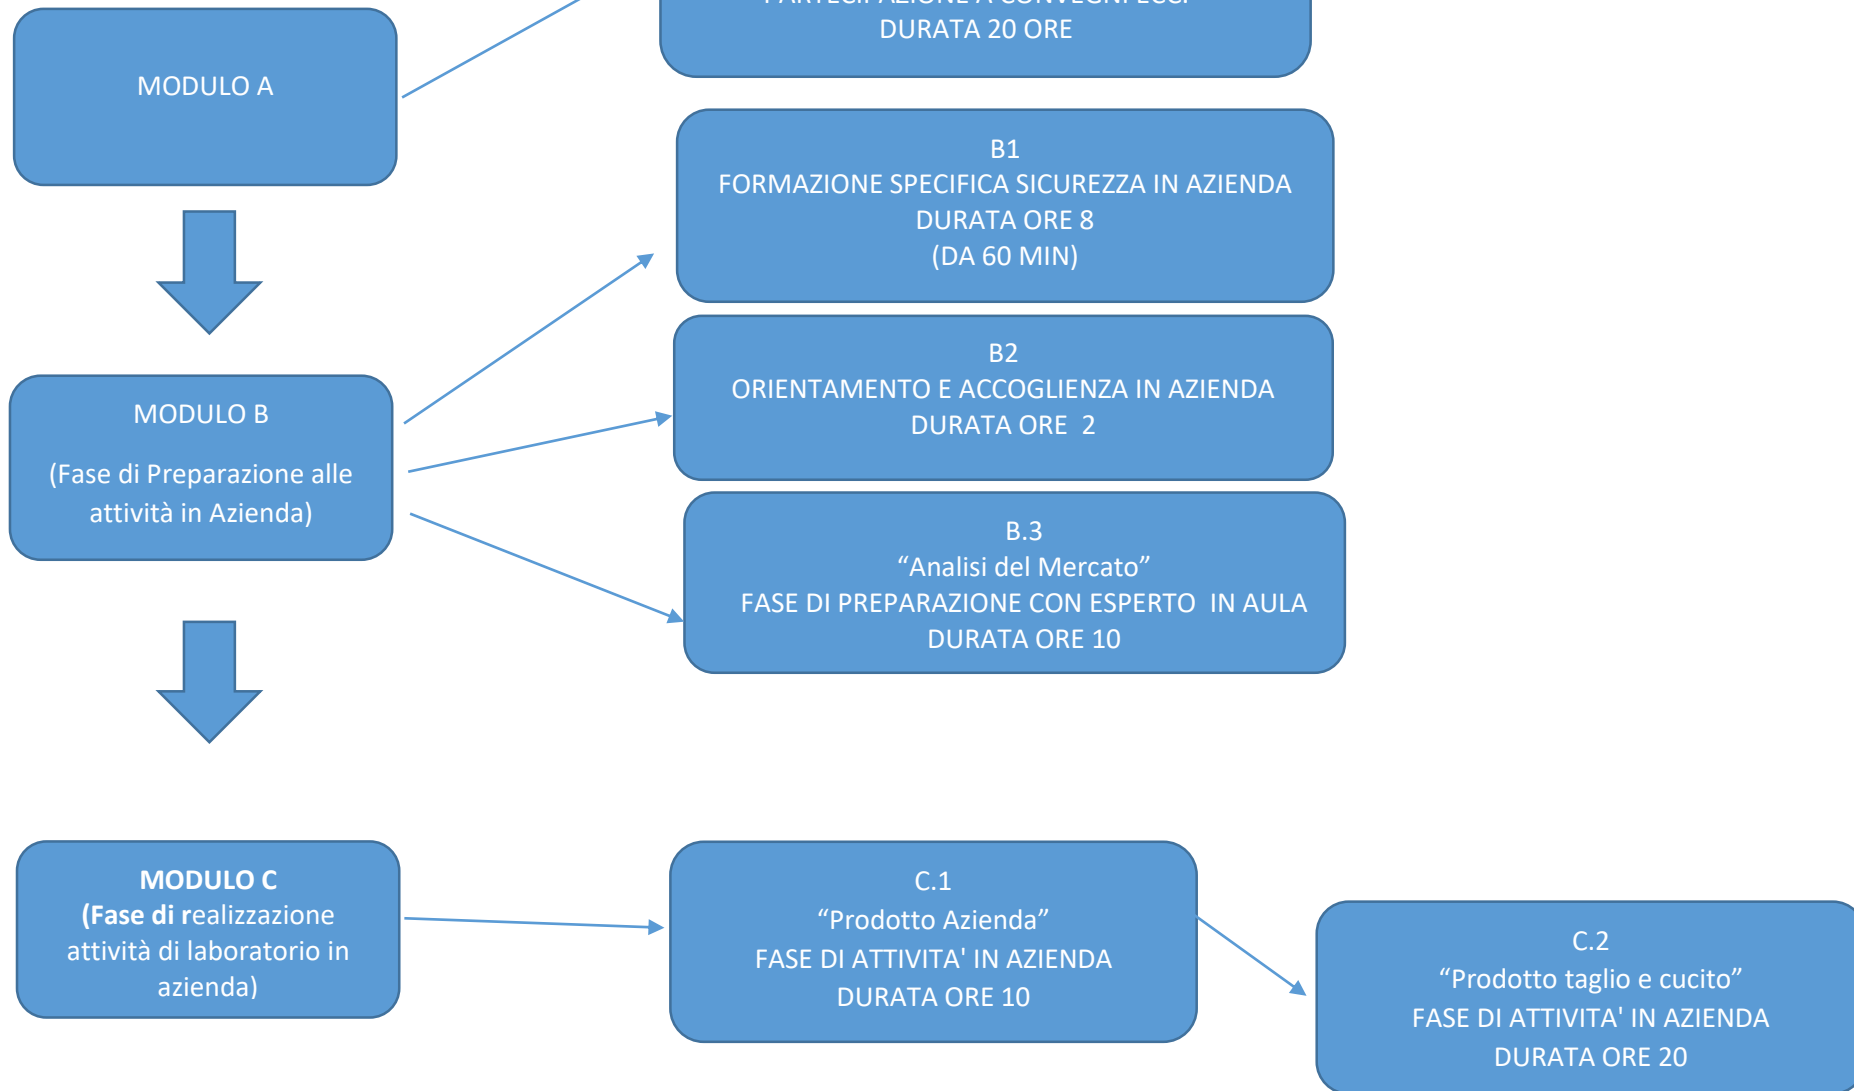 PARTECIPAZIONE A CONVEGNI ECC.
DURATA 20 ORE
MODULO A
B1
FORMAZIONE SPECIFICA SICUREZZA IN AZIENDA
DURATA ORE 8
(DA 60 MIN)
B2
ORIENTAMENTO E ACCOGLIENZA IN AZIENDA
DURATA ORE  2
MODULO B
(Fase di Preparazione alle
attività in Azienda)
B.3
“Analisi del Mercato”
FASE DI PREPARAZIONE CON ESPERTO  IN AULA
DURATA ORE 10
MODULO C
(Fase di realizzazione
attività di laboratorio in
azienda)
C.1
“Prodotto Azienda”
FASE DI ATTIVITA' IN AZIENDA
DURATA ORE 10
C.2
“Prodotto taglio e cucito”
FASE DI ATTIVITA' IN AZIENDA
DURATA ORE 20